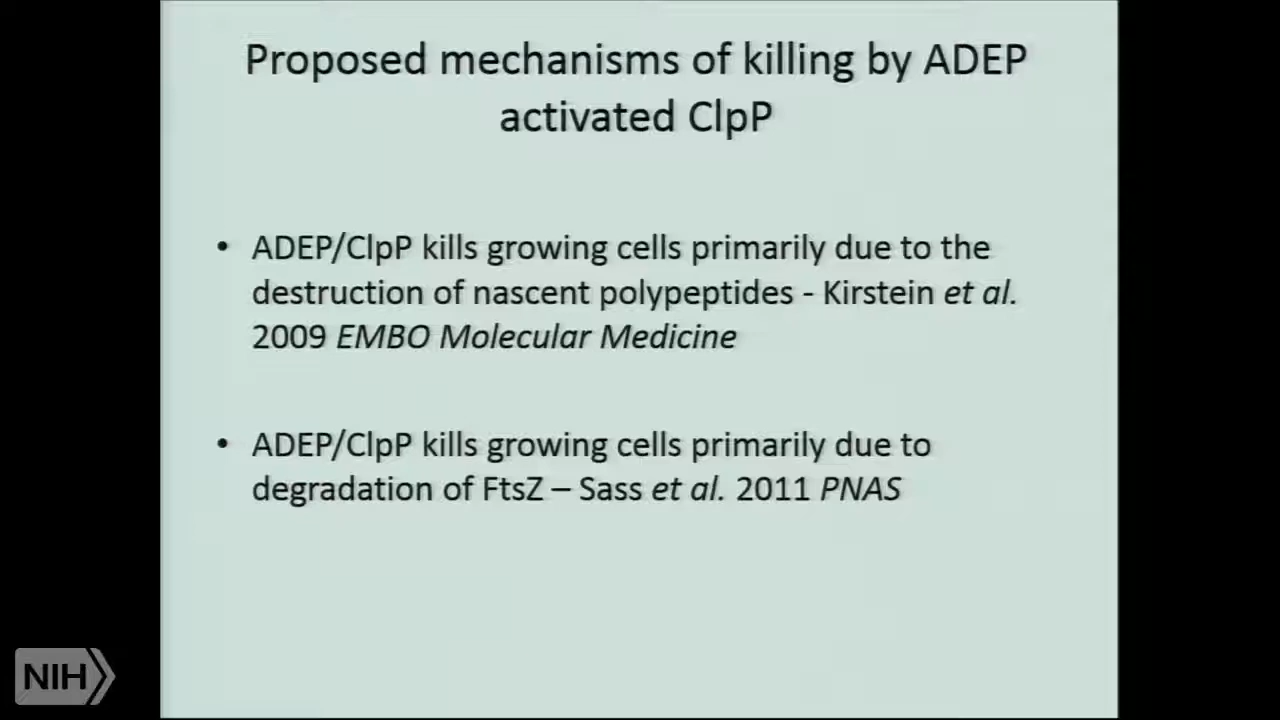 Proposed mechanisms of killing by ADEP
activated ClpP
• ADEP/ClpP kills growing cells primarily due to the
destruction of nascent polypeptides - Kirstein et al.
2009 EMBO Molecular Medicine
• ADEP/ClpP kills growing cells primarily due to
degradation of FtsZ – Sass et al. 2011 PNAS
NIH